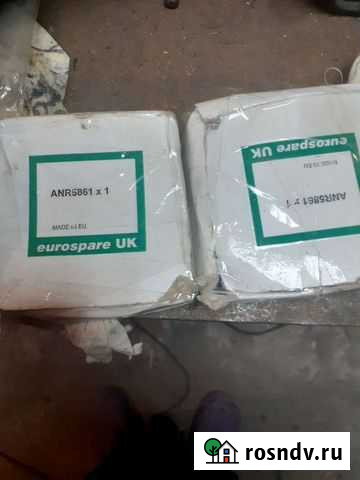 ANR5861 x 1
MADE IN EU
eurospare UK
eurospare UK
MADE IN EU
ANR5861 x 1
rosndv.ru